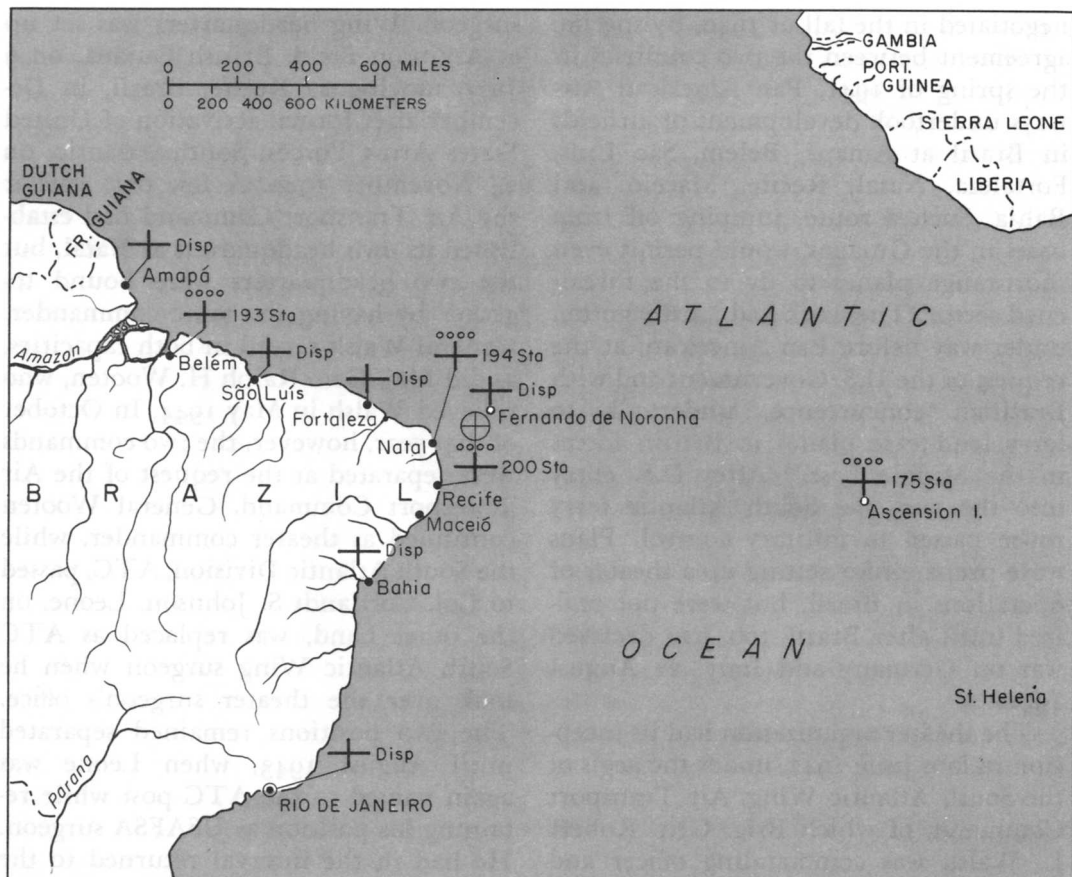 GAMBIA
PORT.
GUINEA
SIERRA LEONE
LIBERIA
0 200 400 600 MILES
0 200 400 600 KILOMETERS
DUTCH
GUIANA
FR. GUIANA
Disp
Amapá
193 Sta
Amazon
Belém
Disp
São Luis
Disp
Fortaleza
194 Sta
Disp
Fernando de Noronha
Natal
200 Sta
ATLANTIC
BRAZIL
Recife
Maceió
175 Sta
Ascension I.
Disp
Bahia
OCEAN
St. Helena
Disp
Parana
RIO DE JANEIRO